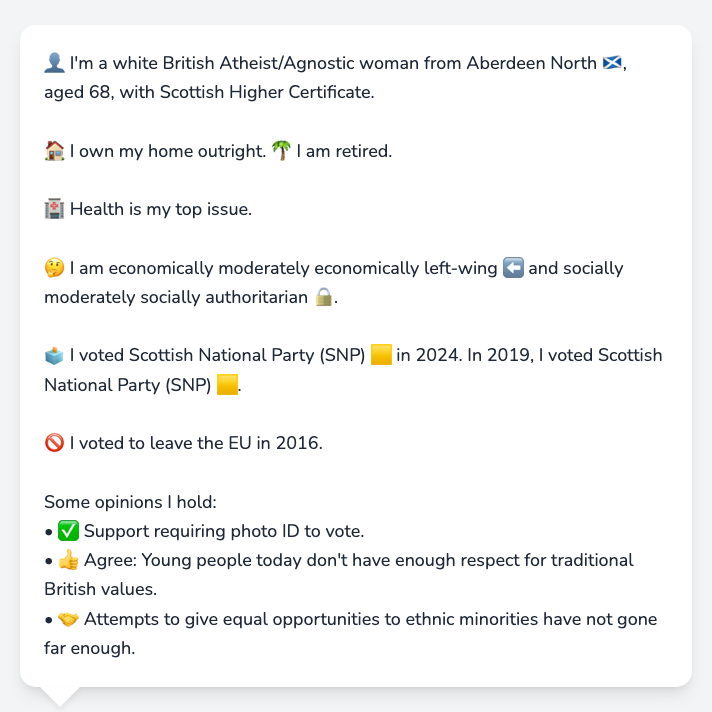 👤 I'm a white British Atheist/Agnostic woman from Aberdeen North 🏴󠁧󠁢󠁳󠁣󠁴󠁿,
aged 68, with Scottish Higher Certificate.
🏠 I own my home outright. 🌴 I am retired.
🏥 Health is my top issue.
🤔 I am economically moderately economically left-wing ⬅️ and socially
moderately socially authoritarian 🔒.
🗳️ I voted Scottish National Party (SNP) 🟨 in 2024. In 2019, I voted Scottish
National Party (SNP) 🟨.
🚫 I voted to leave the EU in 2016.
Some opinions I hold:
• ✅ Support requiring photo ID to vote.
• 👍 Agree: Young people today don't have enough respect for traditional
British values.
• 🤝 Attempts to give equal opportunities to ethnic minorities have not gone
far enough.